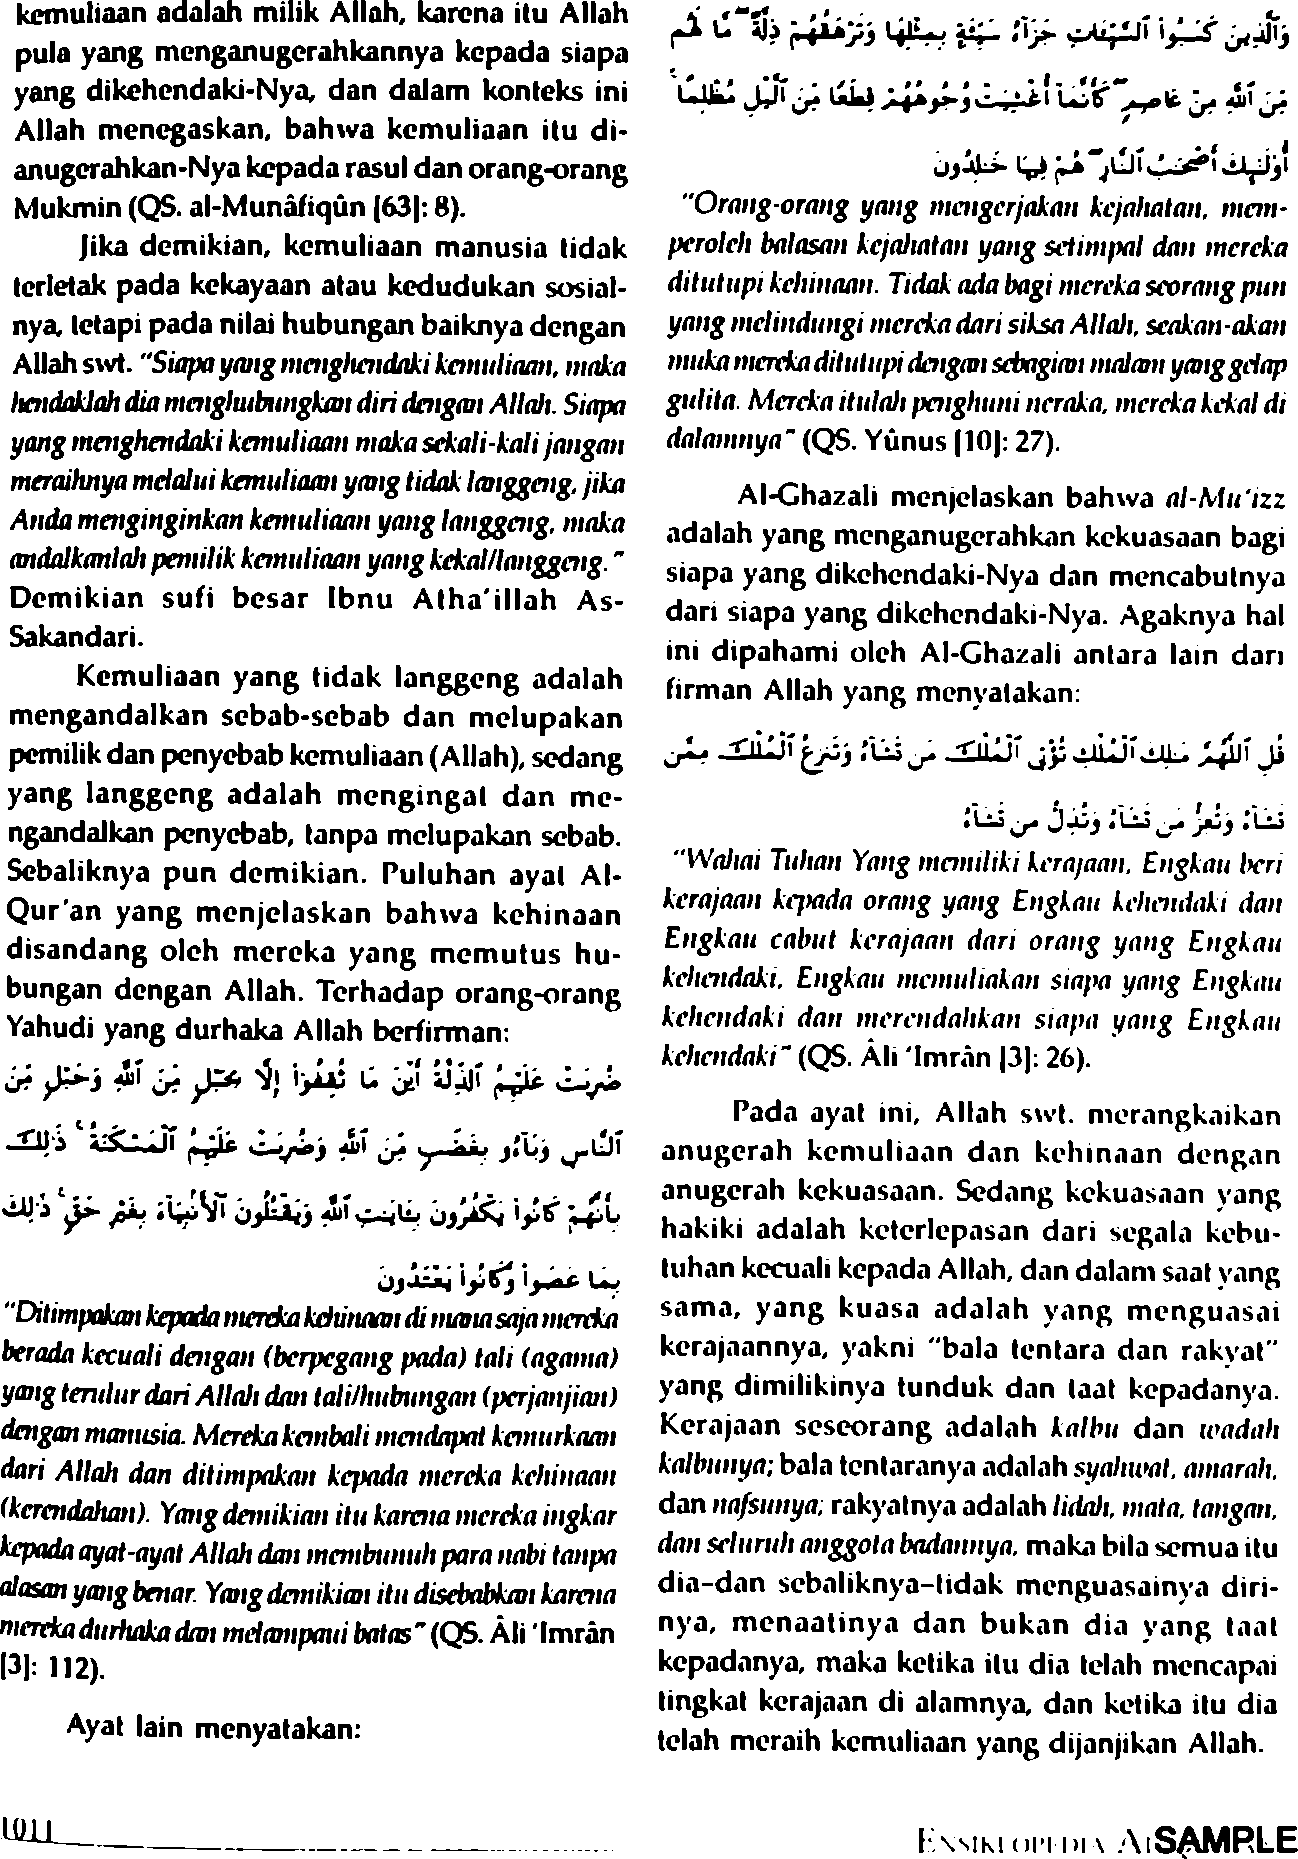 kemuliaan adalah milik Allah, karena itu Allah
pula yang menganugerahkannya kepada siapa
yang dikehendaki-Nya, dan dalam konteks ini
Allah menegaskan, bahwa kemuliaan itu di-
anugerahkan-Nya kepada rasul dan orang-orang
Mukmin (QS. al-Munâfiqûn [63]: 8).
Jika demikian, kemuliaan manusia tidak
terletak pada kekayaan atau kedudukan sosial-
nya, tetapi pada nilai hubungan baiknya dengan
Allah swt. "Siapa yang menghendaki kemuliaan, maka
hendaklah dia menghubungkan diri dengan Allah. Siapa
yang menghendaki kemuliaan maka sekali-kali jangan
meraihnya melalui kemuliaan yang tidak langgeng, jika
Anda menginginkan kemuliaan yang langgeng, maka
andalkanlah pemilik kemuliaan yang kekal/langgeng."
Demikian sufi besar Ibnu Atha'illah As-
Sakandari.
Kemuliaan yang tidak langgeng adalah
mengandalkan sebab-sebab dan melupakan
pemilik dan penyebab kemuliaan (Allah), sedang
yang langgeng adalah mengingat dan me-
ngandalkan penyebab, tanpa melupakan sebab.
Sebaliknya pun demikian. Puluhan ayat Al-
Qur'an yang menjelaskan bahwa kehinaan
disandang oleh mereka yang memutus hu-
bungan dengan Allah. Terhadap orang-orang
Yahudi yang durhaka Allah berfirman:
ضُرِبَتْ عَلَيْهِمُ ٱلذِّلَّةُ أَيْنَ مَا ثُقِفُوٓا۟ إِلَّا بِحَبْلٍ مِّنَ ٱللَّهِ وَحَبْلٍ مِّنَ
ٱلنَّاسِ وَبَآءُو بِغَضَبٍ مِّنَ ٱللَّهِ وَضُرِبَتْ عَلَيْهِمُ ٱلْمَسْكَنَةُ ۚ ذَٰلِكَ
بِأَنَّهُمْ كَانُوا۟ يَكْفُرُونَ بِـَٔايَـٰتِ ٱللَّهِ وَيَقْتُلُونَ ٱلْأَنۢبِيَآءَ بِغَيْرِ حَقٍّ ۚ ذَٰلِكَ
بِمَا عَصَوا۟ وَّكَانُوا۟ يَعْتَدُونَ
"Ditimpakan kepada mereka kehinaan di mana saja mereka
berada kecuali dengan (berpegang pada) tali (agama)
yang terulur dari Allah dan tali/hubungan (perjanjian)
dengan manusia. Mereka kembali mendapat kemurkaan
dari Allah dan ditimpakan kepada mereka kehinaan
(kerendahan). Yang demikian itu karena mereka ingkar
kepada ayat-ayat Allah dan membunuh para nabi tanpa
alasan yang benar. Yang demikian itu disebabkan karena
mereka durhaka dan melampaui batas" (QS. Âli 'Imrân
[3]: 112).
Ayat lain menyatakan:
وَٱلَّذِينَ كَسَبُوا۟ ٱلسَّيِّـَٔاتِ جَزَآءُ سَيِّئَةٍۭ بِمِثْلِهَا وَتَرْهَقُهُمْ ذِلَّةٌ ۖ مَّا لَهُم
مِّنَ ٱللَّهِ مِنْ عَاصِمٍ ۖ كَأَنَّمَآ أُغْشِيَتْ وُجُوهُهُمْ قِطَعًا مِّنَ ٱلَّيْلِ مُظْلِمًا ۚ
أُو۟لَـٰٓئِكَ أَصْحَـٰبُ ٱلنَّارِ ۖ هُمْ فِيهَا خَـٰلِدُونَ
"Orang-orang yang mengerjakan kejahatan, mem-
peroleh balasan kejahatan yang setimpal dan mereka
ditutupi kehinaan. Tidak ada bagi mereka seorang pun
yang melindungi mereka dari siksa Allah, seakan-akan
muka mereka ditutupi dengan sebagian malam yang gelap
gulita. Mereka itulah penghuni neraka, mereka kekal di
dalamnya" (QS. Yûnus [10]: 27).
Al-Ghazali menjelaskan bahwa al-Mu'izz
adalah yang menganugerahkan kekuasaan bagi
siapa yang dikehendaki-Nya dan mencabutnya
dari siapa yang dikehendaki-Nya. Agaknya hal
ini dipahami oleh Al-Ghazali antara lain dari
firman Allah yang menyatakan:
قُلِ ٱللَّهُمَّ مَـٰلِكَ ٱلْمُلْكِ تُؤْتِى ٱلْمُلْكَ مَن تَشَآءُ وَتَنزِعُ ٱلْمُلْكَ مِمَّن
تَشَآءُ وَتُعِزُّ مَن تَشَآءُ وَتُذِلُّ مَن تَشَآءُ
"Wahai Tuhan Yang memiliki kerajaan, Engkau beri
kerajaan kepada orang yang Engkau kehendaki dan
Engkau cabut kerajaan dari orang yang Engkau
kehendaki, Engkau memuliakan siapa yang Engkau
kehendaki dan merendahkan siapa yang Engkau
kehendaki" (QS. Âli 'Imrân [3]: 26).
Pada ayat ini, Allah swt. merangkaikan
anugerah kemuliaan dan kehinaan dengan
anugerah kekuasaan. Sedang kekuasaan yang
hakiki adalah keterlepasan dari segala kebu-
tuhan kecuali kepada Allah, dan dalam saat yang
sama, yang kuasa adalah yang menguasai
kerajaannya, yakni "bala tentara dan rakyat"
yang dimilikinya tunduk dan taat kepadanya.
Kerajaan seseorang adalah kalbu dan wadah
kalbunya; bala tentaranya adalah syahwat, amarah,
dan nafsunya; rakyatnya adalah lidah, mata, tangan,
dan seluruh anggota badannya, maka bila semua itu
dia–dan sebaliknya–tidak menguasainya diri-
nya, menaatinya dan bukan dia yang taat
kepadanya, maka ketika itu dia telah mencapai
tingkat kerajaan di alamnya, dan ketika itu dia
telah meraih kemuliaan yang dijanjikan Allah.
ENSIKLOPEDIA AL SAMPLE